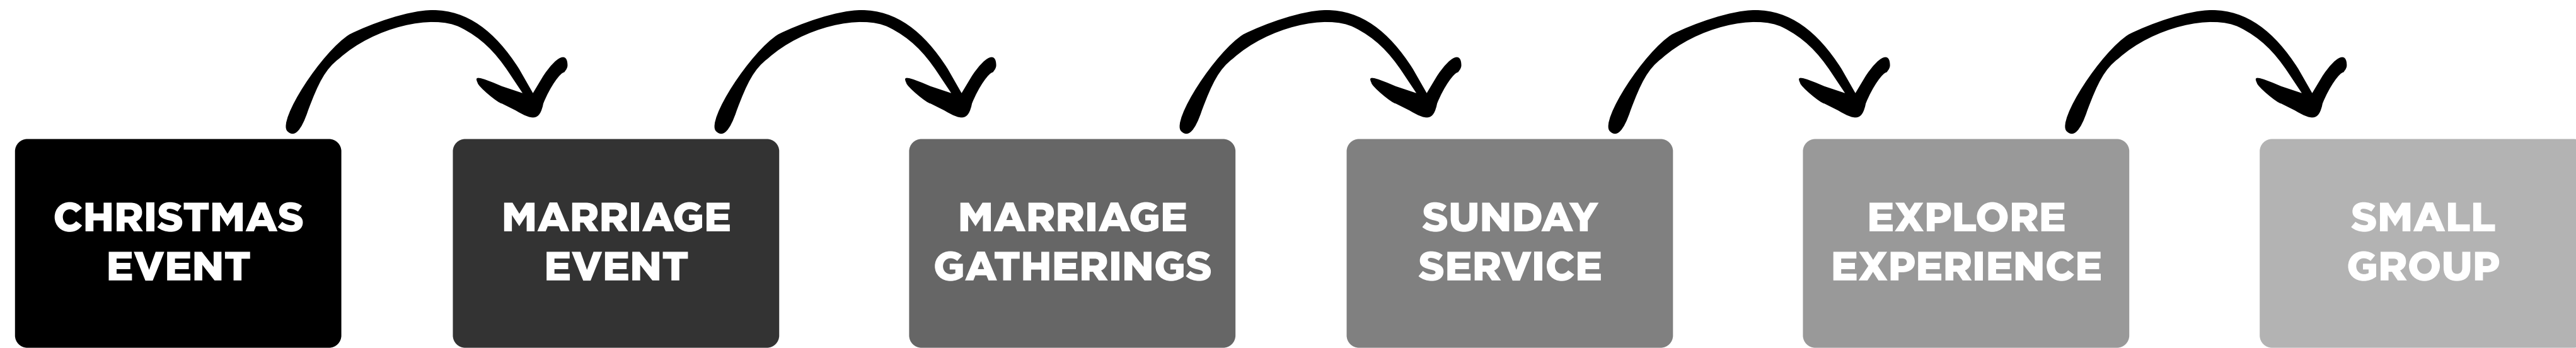 CHRISTMAS
EVENT
MARRIAGE
EVENT
MARRIAGE
GATHERINGS
SUNDAY
SERVICE
EXPLORE
EXPERIENCE
SMALL
GROUP